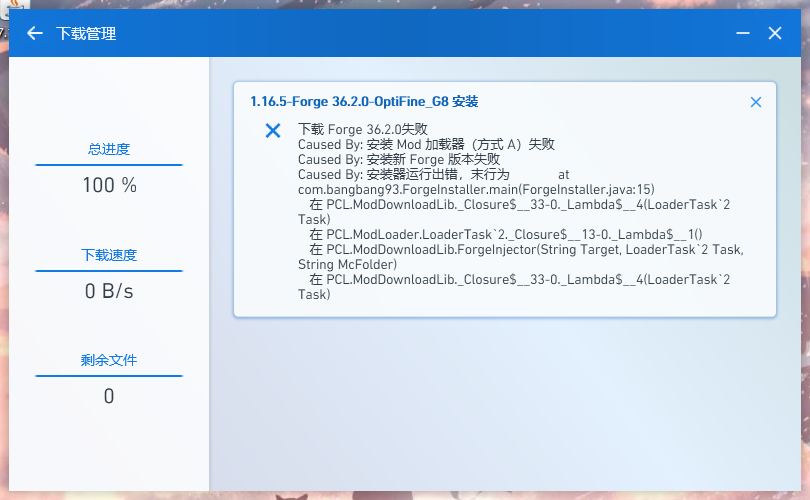 下载管理
总进度
100 %
下载速度
0 B/s
剩余文件
0
1.16.5-Forge 36.2.0-OptiFine_G8 安装
下载 Forge 36.2.0失败
Caused By: 安装 Mod 加载器（方式 A）失败
Caused By: 安装新 Forge 版本失败
Caused By: 安装器运行出错，末行为 at
com.bangbang93.ForgeInstaller.main(ForgeInstaller.java:15)
在 PCL.ModDownloadLib._Closure$__33-0._Lambda$__4(LoaderTask`2
Task)
在 PCL.ModLoader.LoaderTask`2._Closure$__13-0._Lambda$__1()
在 PCL.ModDownloadLib.ForgeInjector(String Target, LoaderTask`2 Task,
String McFolder)
在 PCL.ModDownloadLib._Closure$__33-0._Lambda$__4(LoaderTask`2
Task)